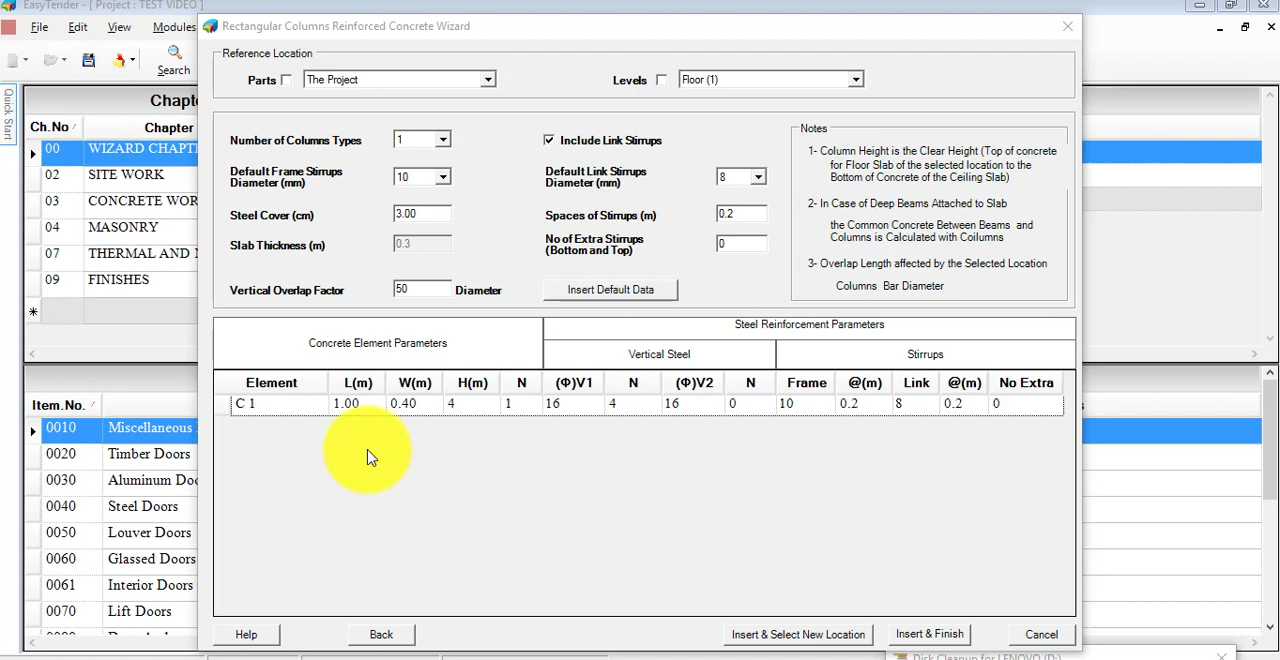 EasyTender - [ Project : TEST VIDEO ]
File Edit View Modules
Search
Quick Start
Chapte
Ch.No Chapter
00 WIZARD CHAPT
02 SITE WORK
03 CONCRETE WOR
04 MASONRY
07 THERMAL AND
09 FINISHES
Item.No.
0010 Miscellaneous
0020 Timber Doors
0030 Aluminum Doo
0040 Steel Doors
0050 Louver Doors
0060 Glassed Doors
0061 Interior Doors
0070 Lift Doors
Rectangular Columns Reinforced Concrete Wizard
Reference Location
Parts The Project Levels Floor (1)
Number of Columns Types 1 Include Link Stirrups
Default Frame Stirrups
Diameter (mm) 10
Default Link Stirrups
Diameter (mm) 8
Steel Cover (cm) 3.00 Spaces of Stirrups (m) 0.2
Slab Thickness (m) 0.3
No of Extra Stirrups
(Bottom and Top) 0
Vertical Overlap Factor 50 Diameter Insert Default Data
Notes
1- Column Height is the Clear Height (Top of concrete
for Floor Slab of the selected location to the
Bottom of Concrete of the Ceiling Slab)
2- In Case of Deep Beams Attached to Slab
the Common Concrete Between Beams and
Columns is Calculated with Coilumns
3- Overlap Length affected by the Selected Location
Columns Bar Diameter
Concrete Element Parameters
Steel Reinforcement Parameters
Vertical Steel Stirrups
Element L(m) W(m) H(m) N (Φ)V1 N (Φ)V2 N Frame @(m) Link @(m) No Extra
C 1 1.00 0.40 4 1 16 4 16 0 10 0.2 8 0.2 0
Help Back Insert & Select New Location Insert & Finish Cancel
Disk Cleanup for LENOVO (D:)